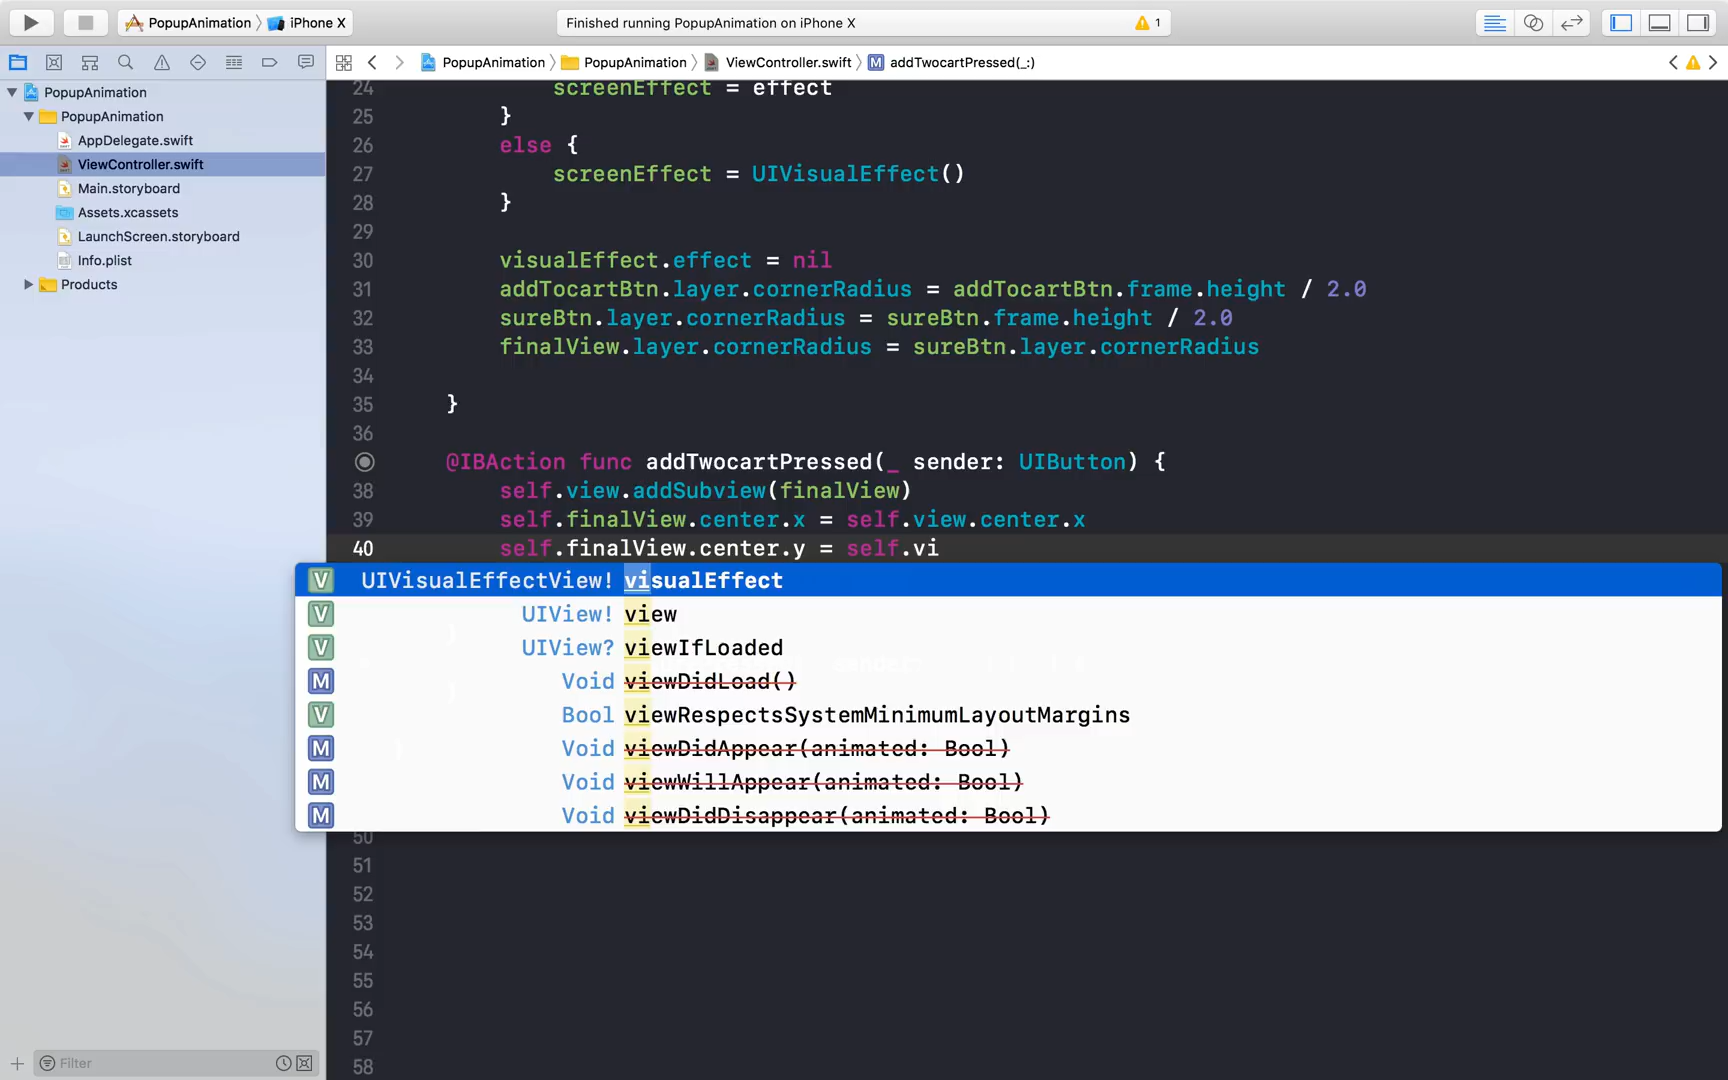 PopupAnimation 〉 iPhone X
Finished running PopupAnimation on iPhone X
1
PopupAnimation 〉 PopupAnimation 〉 ViewController.swift 〉 M addTwocartPressed(_:)
PopupAnimation
PopupAnimation
AppDelegate.swift
ViewController.swift
Main.storyboard
Assets.xcassets
LaunchScreen.storyboard
Info.plist
Products
Filter
24 screenEffect = effect
25 }
26 else {
27 screenEffect = UIVisualEffect()
28 }
29
30 visualEffect.effect = nil
31 addTocartBtn.layer.cornerRadius = addTocartBtn.frame.height / 2.0
32 sureBtn.layer.cornerRadius = sureBtn.frame.height / 2.0
33 finalView.layer.cornerRadius = sureBtn.layer.cornerRadius
34
35 }
36
@IBAction func addTwocartPressed(_ sender: UIButton) {
38 self.view.addSubview(finalView)
39 self.finalView.center.x = self.view.center.x
40 self.finalView.center.y = self.vi
V UIVisualEffectView! visualEffect
V UIView! view
V UIView? viewIfLoaded
M Void viewDidLoad()
V Bool viewRespectsSystemMinimumLayoutMargins
M Void viewDidAppear(animated: Bool)
M Void viewWillAppear(animated: Bool)
M Void viewDidDisappear(animated: Bool)
50
51
52
53
54
55
56
57
58